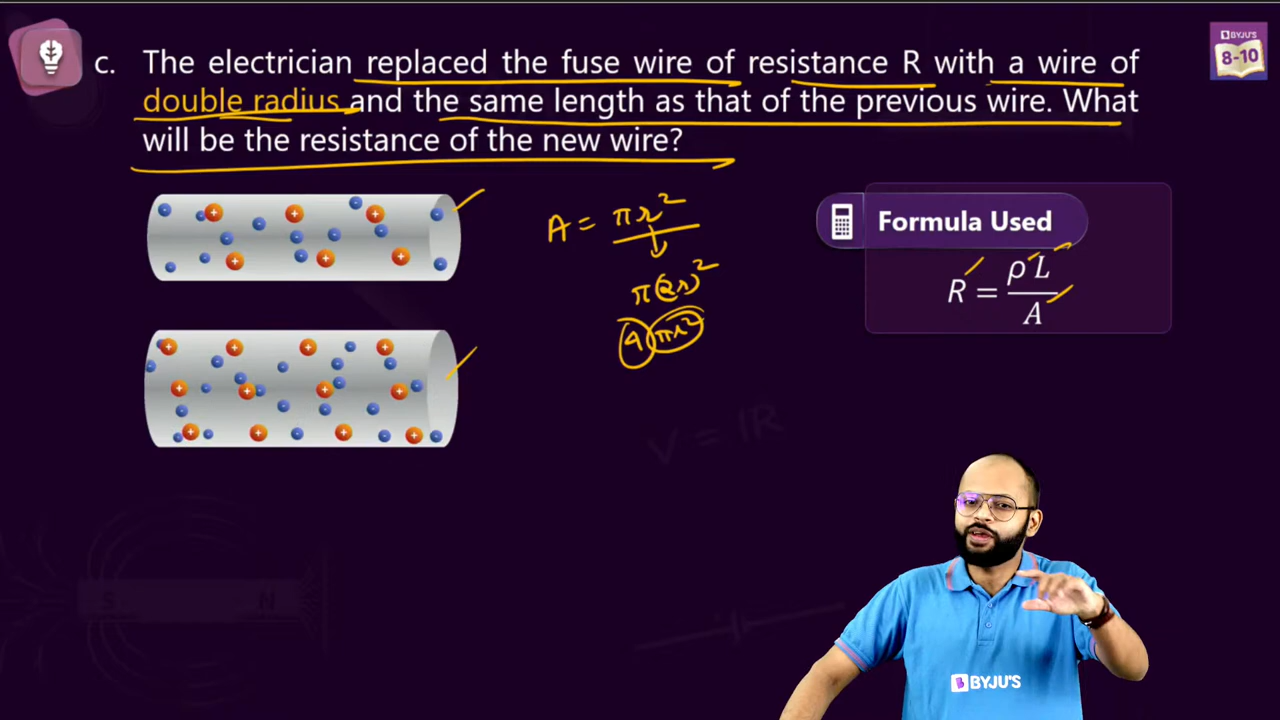 c. The electrician replaced the fuse wire of resistance R with a wire of
double radius and the same length as that of the previous wire. What
will be the resistance of the new wire?
BYJU'S
8-10
A = πr²
π(2r)²
4 πr²
Formula Used
R = ρL/A
V = IR
S N
BYJU'S